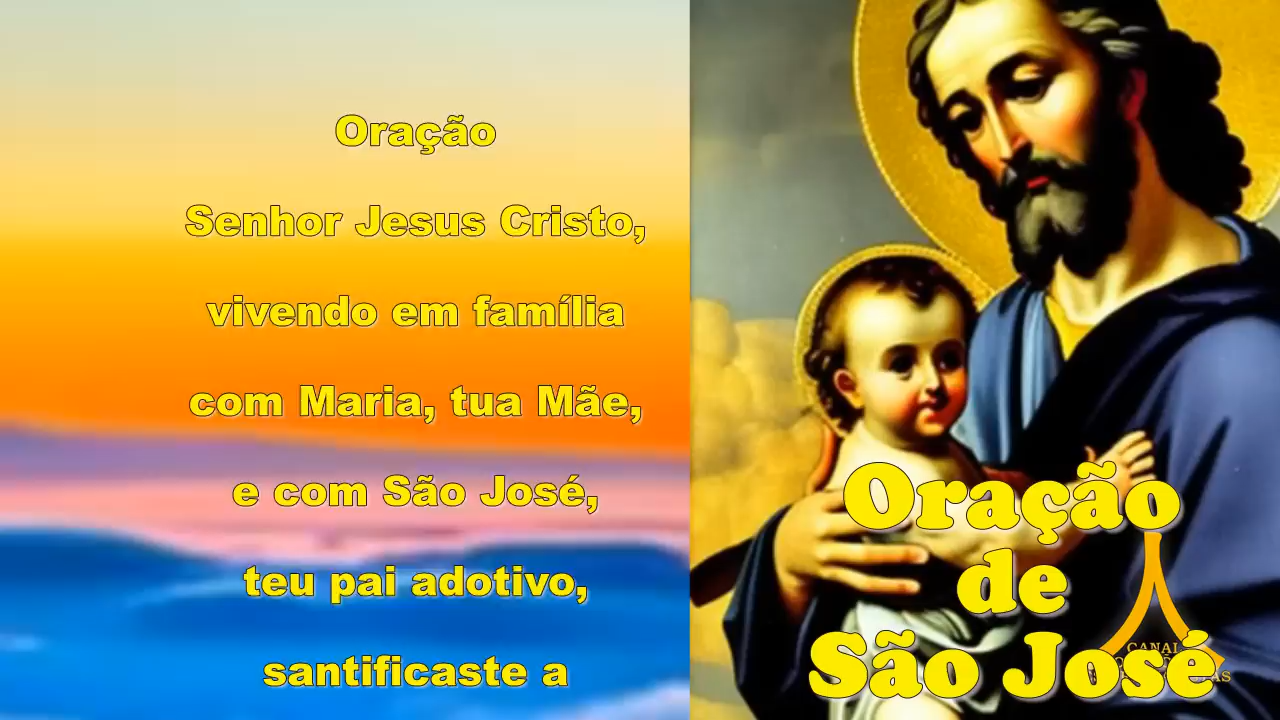 Oração
Senhor Jesus Cristo,
vivendo em família
com Maria, tua Mãe,
e com São José,
teu pai adotivo,
santificaste a
Oração
de
São José
CANAL